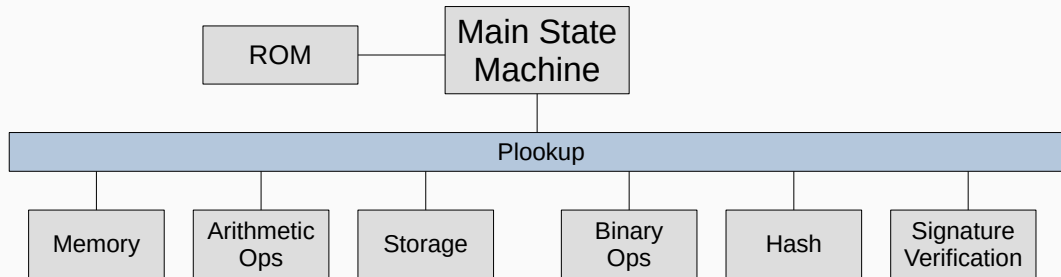 ROM
Main State
Machine
Plookup
Memory
Arithmetic
Ops
Storage
Binary
Ops
Hash
Signature
Verification